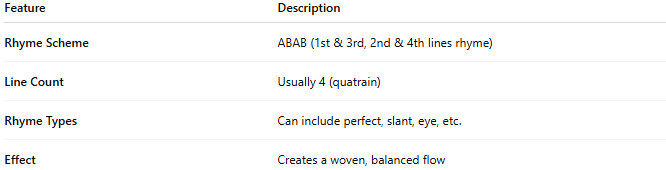 Feature Description
Rhyme Scheme ABAB (1st & 3rd, 2nd & 4th lines rhyme)
Line Count Usually 4 (quatrain)
Rhyme Types Can include perfect, slant, eye, etc.
Effect Creates a woven, balanced flow